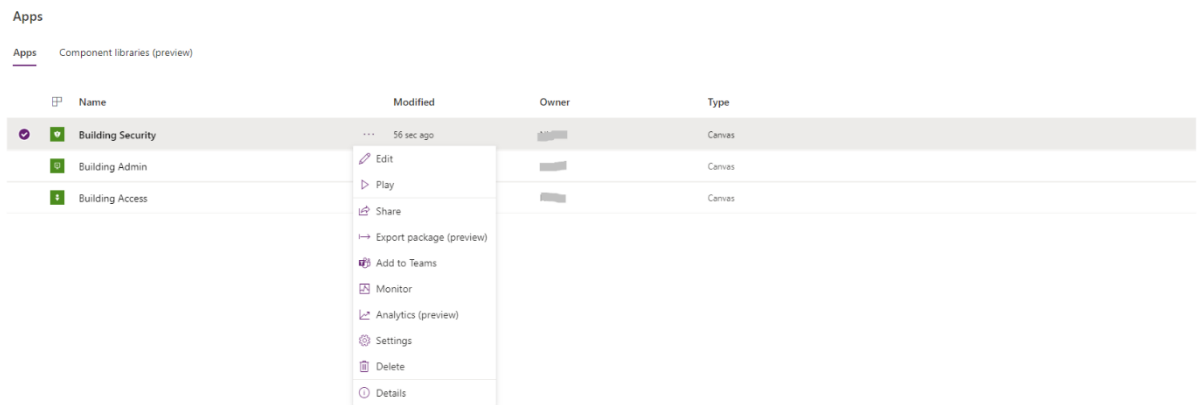 Apps
Apps Component libraries (preview)
Name Modified Owner Type
Building Security ··· 56 sec ago Canvas
Edit
Building Admin Canvas
Play
Building Access Canvas
Share
Export package (preview)
Add to Teams
Monitor
Analytics (preview)
Settings
Delete
Details